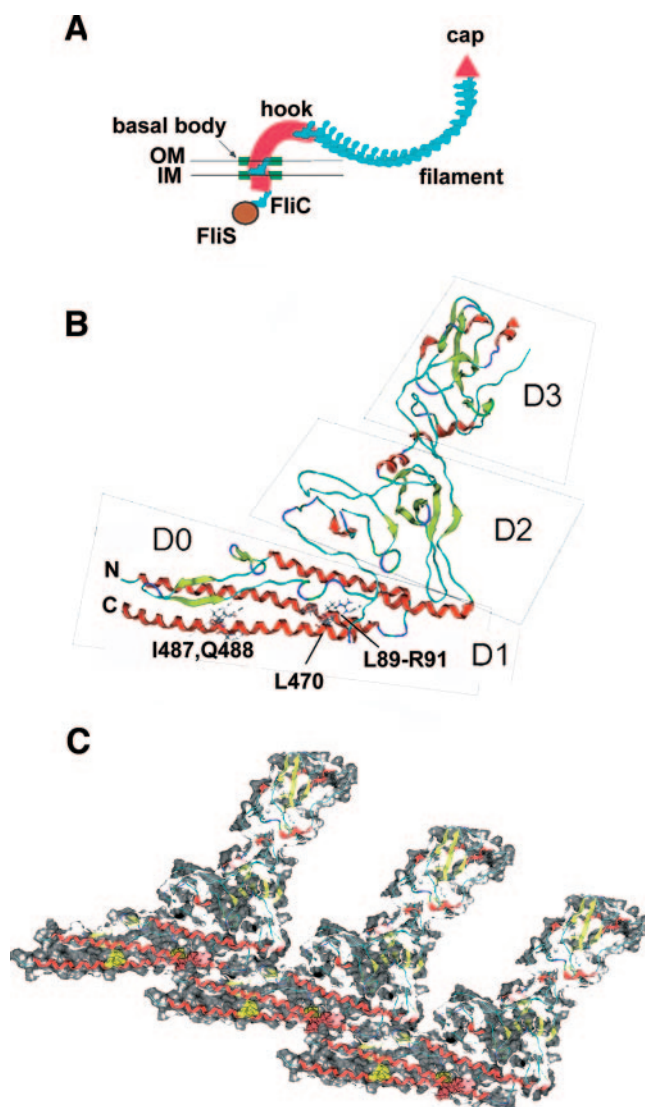 A
cap
hook
basal body
OM
IM
filament
FliC
FliS
B
D3
D2
D0
N
C
D1
I487,Q488
L89-R91
L470
C